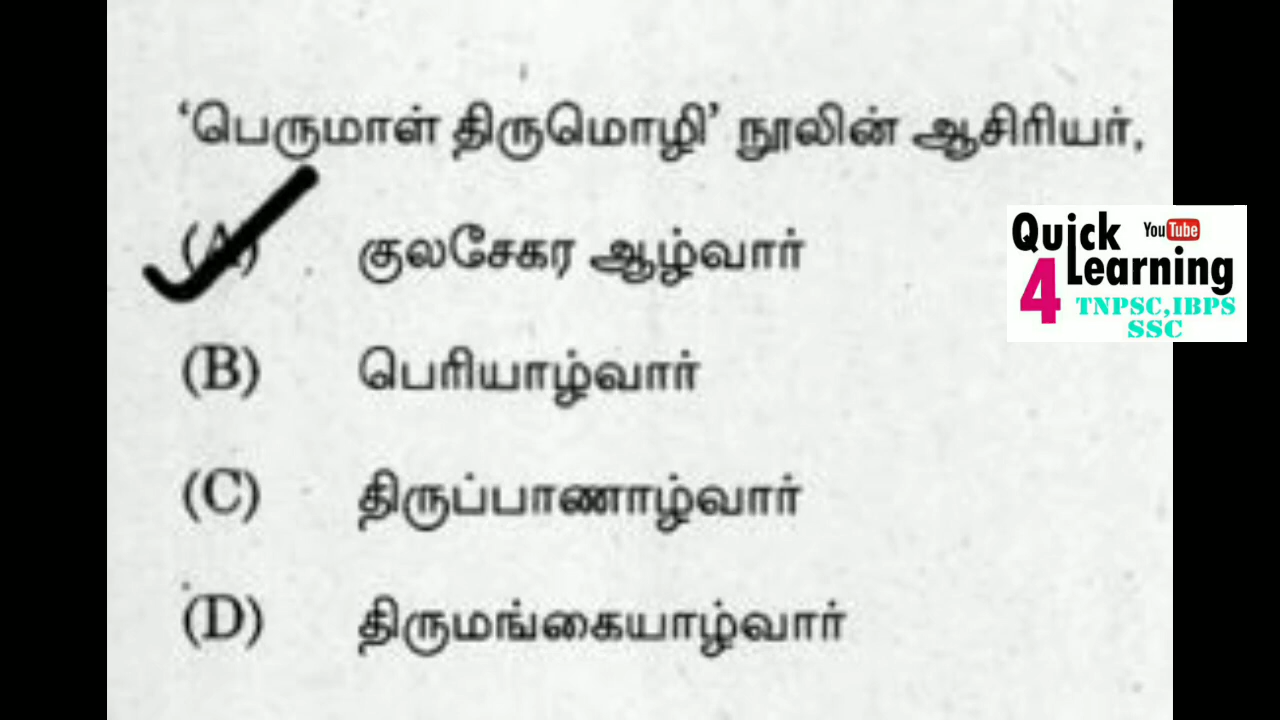 ‘பெருமாள் திருமொழி’ நூலின் ஆசிரியர்,
(A) குலசேகர ஆழ்வார்
(B) பெரியாழ்வார்
(C) திருப்பாணாழ்வார்
(D) திருமங்கையாழ்வார்
Quick YouTube
4 Learning
TNPSC,IBPS
SSC